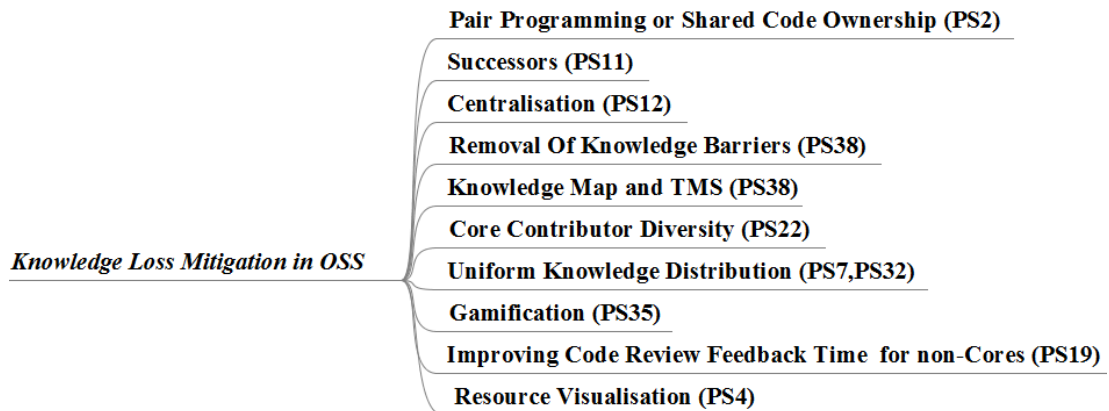 Pair Programming or Shared Code Ownership (PS2)
Successors (PS11)
Centralisation (PS12)
Removal Of Knowledge Barriers (PS38)
Knowledge Map and TMS (PS38)
Core Contributor Diversity (PS22)
Knowledge Loss Mitigation in OSS
Uniform Knowledge Distribution (PS7,PS32)
Gamification (PS35)
Improving Code Review Feedback Time for non-Cores (PS19)
Resource Visualisation (PS4)